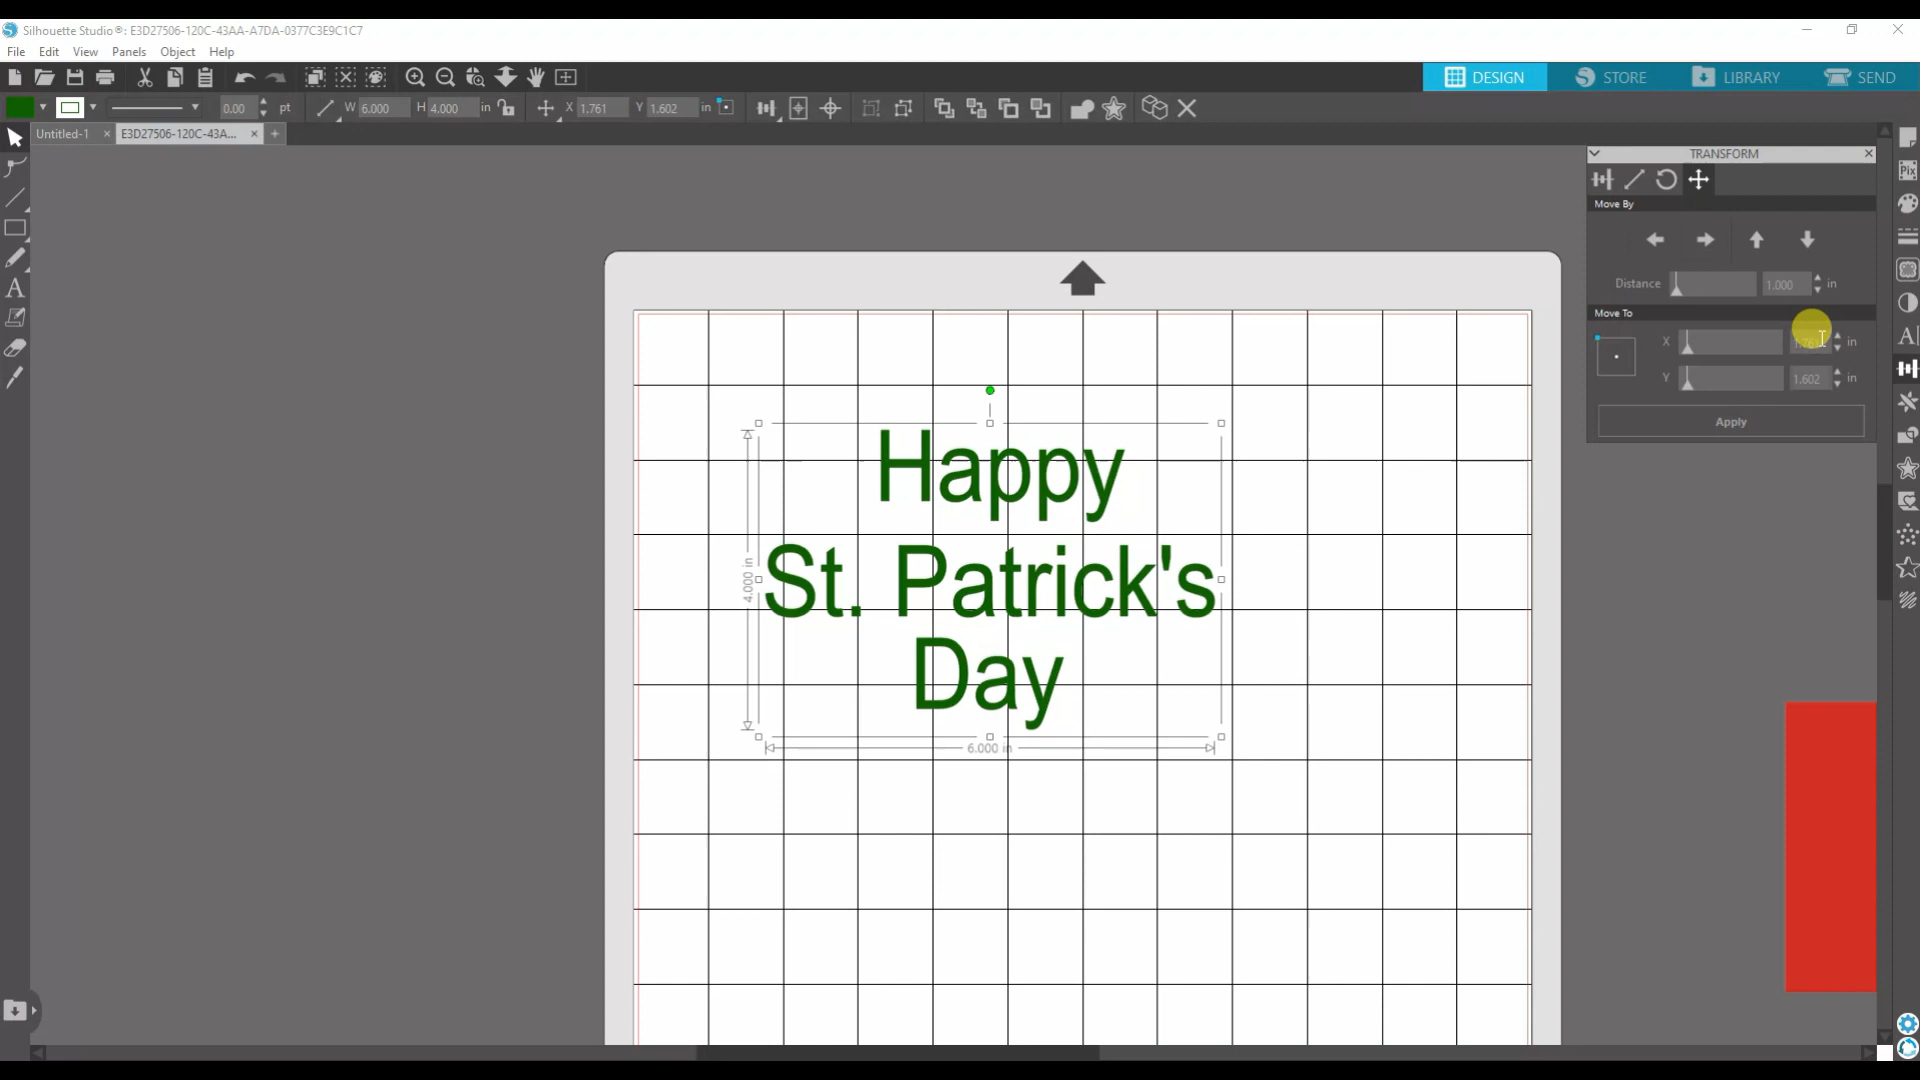 Silhouette Studio®: E3D27506-120C-43AA-A7DA-0377C3E9C1C7
File Edit View Panels Object Help
DESIGN STORE LIBRARY SEND
0.00 pt W 6.000 H 4.000 in X 1.761 Y 1.602 in
Untitled-1 E3D27506-120C-43A...
TRANSFORM
Pix
Move By
Distance 1.000 in
Move To
X 1.761 in
Y 1.602 in
Apply
Happy
St. Patrick's
Day
4.000 in
6.000 in